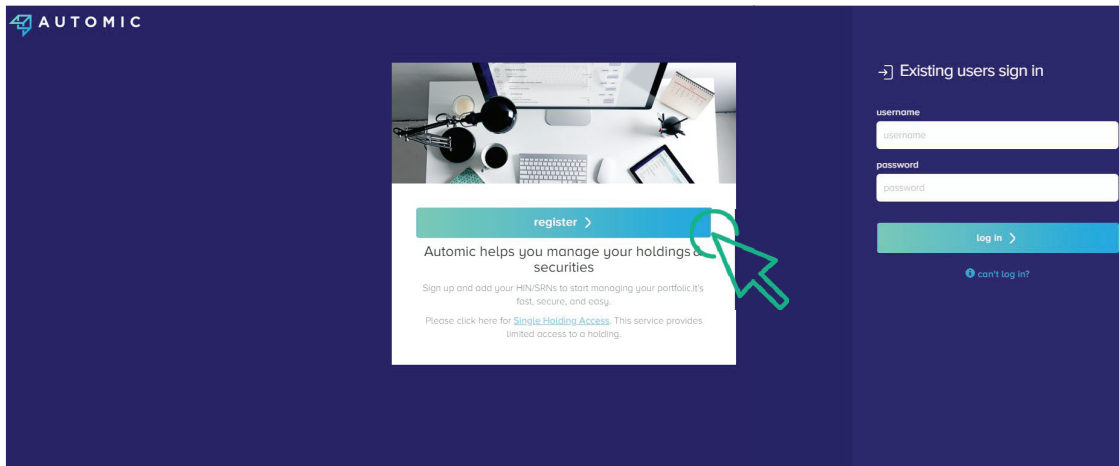 AUTOMIC
register >
Automic helps you manage your holdings &
securities
Sign up and add your HIN/SRNs to start managing your portfolio.It's
fast, secure, and easy.
Please click here for Single Holding Access. This service provides
limited access to a holding.
Existing users sign in
username
username
password
password
log in >
can't log in?